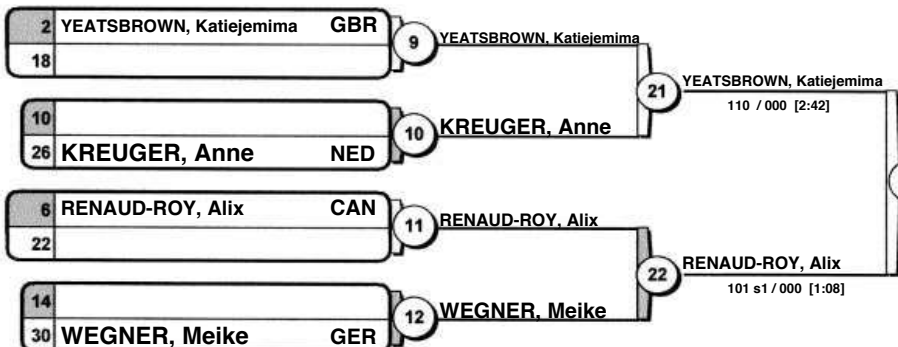 2 YEATSBROWN, Katiejemima GBR
18
9
YEATSBROWN, Katiejemima
10
26 KREUGER, Anne NED
10
KREUGER, Anne
21
YEATSBROWN, Katiejemima
110 / 000 [2:42]
6 RENAUD-ROY, Alix CAN
22
11
RENAUD-ROY, Alix
14
30 WEGNER, Meike GER
12
WEGNER, Meike
22
RENAUD-ROY, Alix
101 s1 / 000 [1:08]